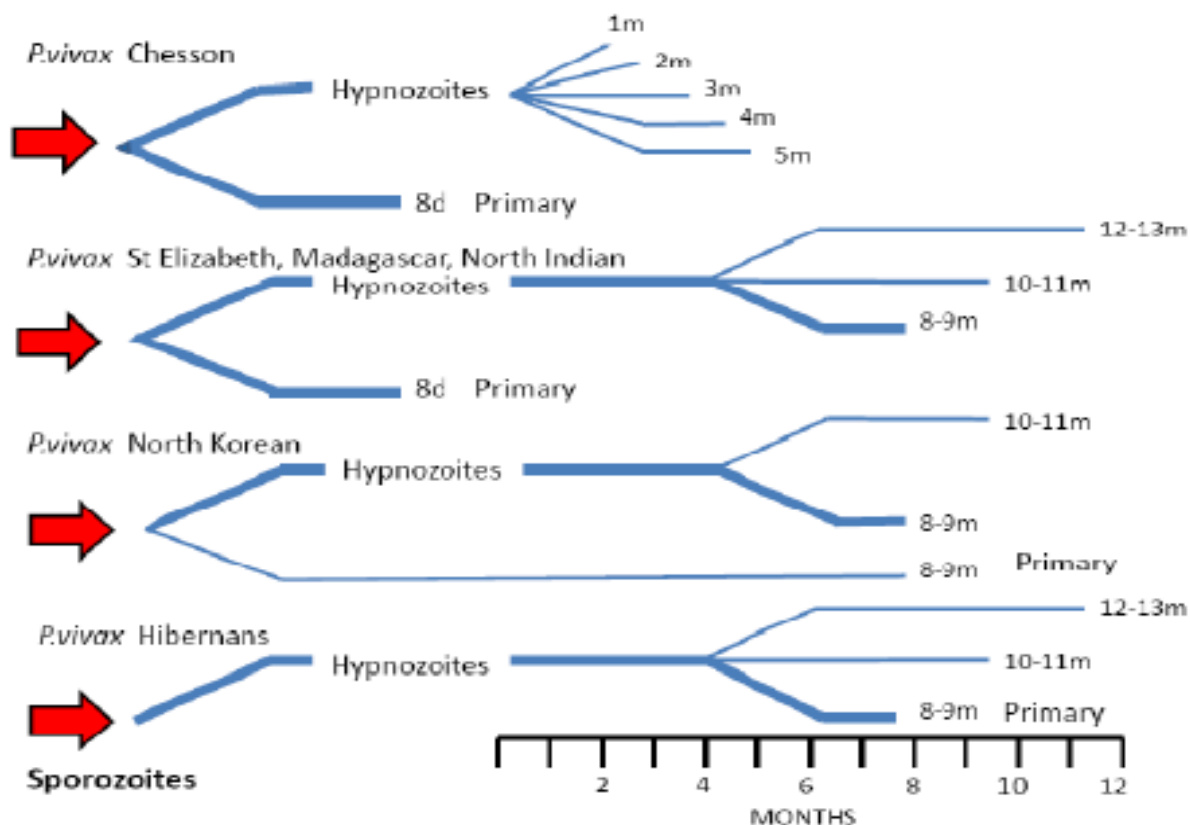 P.vivax Chesson
1m
2m
Hypnozoites
3m
4m
5m
8d Primary
P.vivax St Elizabeth, Madagascar, North Indian
12-13m
Hypnozoites
10-11m
8-9m
8d Primary
P.vivax North Korean
10-11m
Hypnozoites
8-9m
8-9m Primary
P.vivax Hibernans
12-13m
Hypnozoites
10-11m
8-9m Primary
Sporozoites
2 4 6 8 10 12
MONTHS